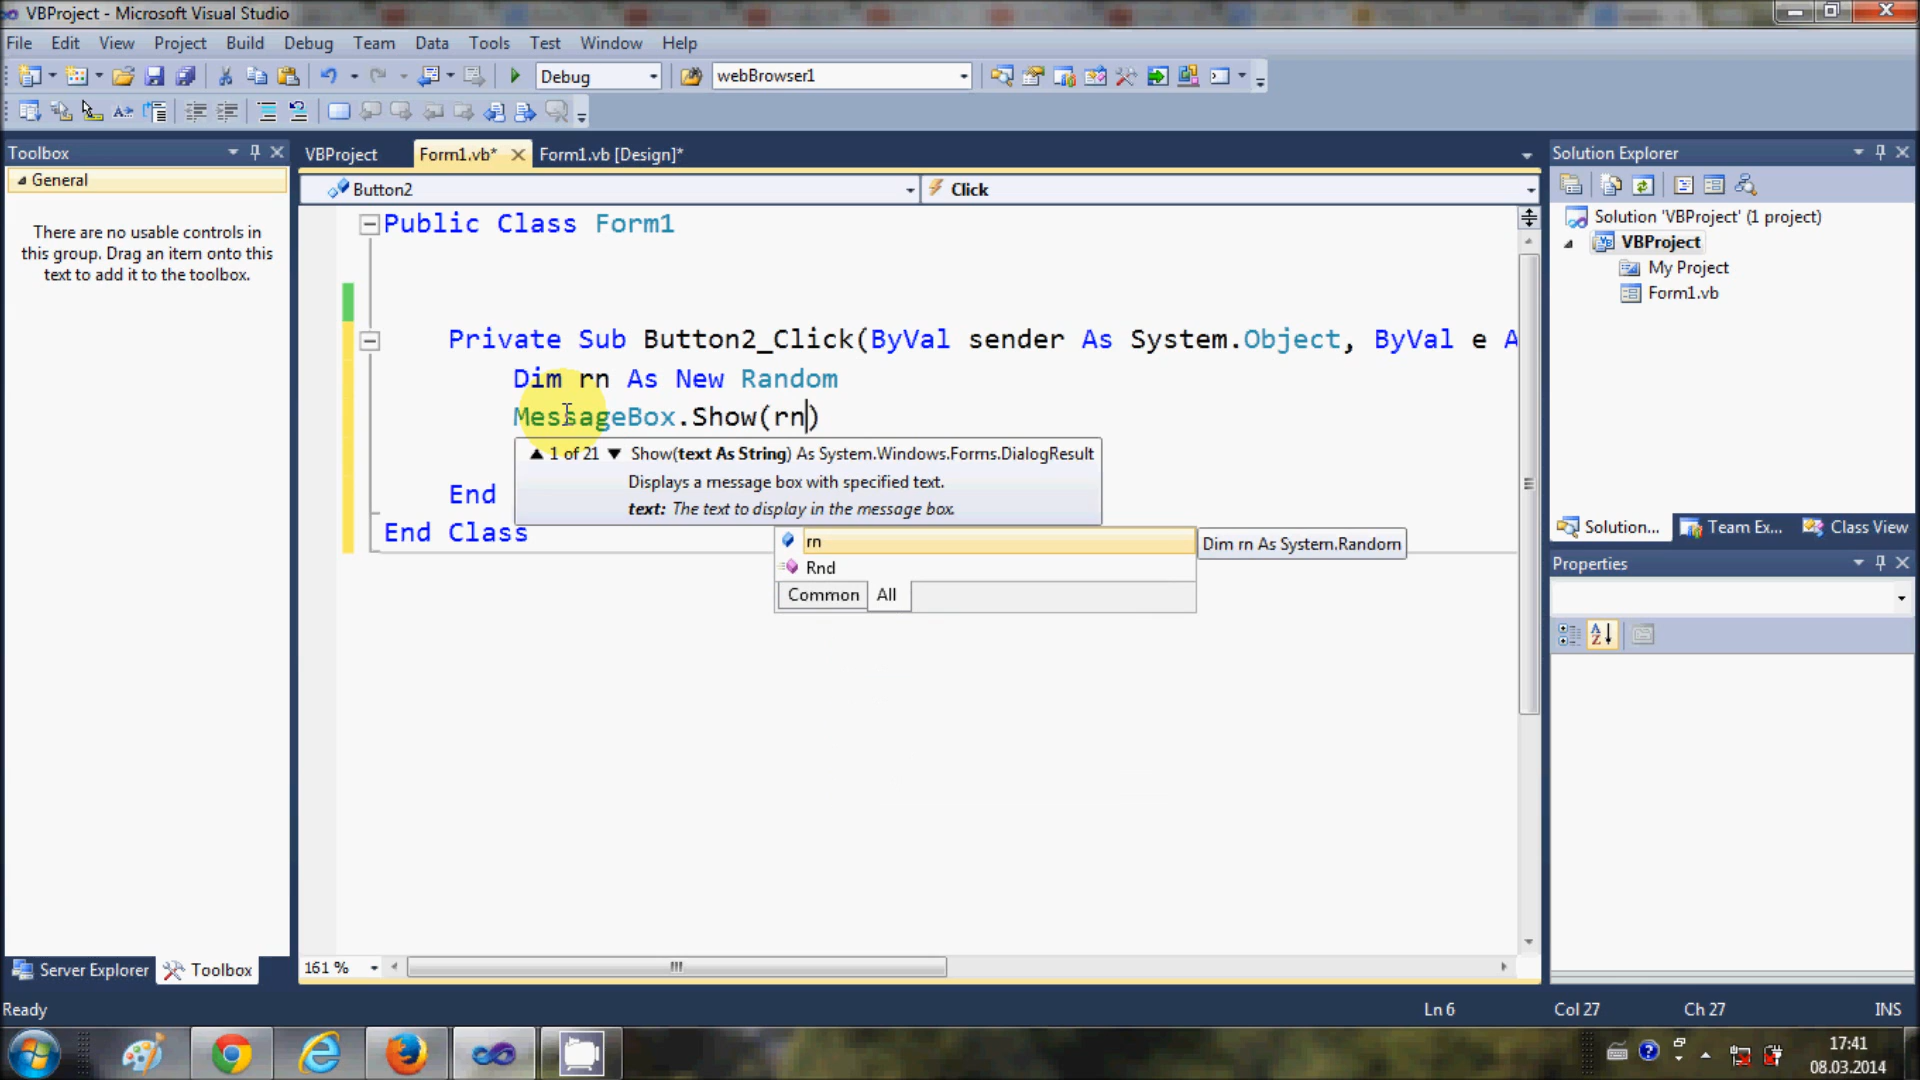 VBProject - Microsoft Visual Studio
File Edit View Project Build Debug Team Data Tools Test Window Help
Debug webBrowser1
Toolbox
General
There are no usable controls in
this group. Drag an item onto this
text to add it to the toolbox.
Server Explorer Toolbox
VBProject Form1.vb* Form1.vb [Design]*
Button2 Click
Public Class Form1
Private Sub Button2_Click(ByVal sender As System.Object, ByVal e A
Dim rn As New Random
MessageBox.Show(rn)
1 of 21 Show(text As String) As System.Windows.Forms.DialogResult
Displays a message box with specified text.
text: The text to display in the message box.
End
End Class
rn
Dim rn As System.Random
Rnd
Common All
161 %
Solution Explorer
Solution 'VBProject' (1 project)
VBProject
My Project
Form1.vb
Solution... Team Ex... Class View
Properties
Ready Ln 6 Col 27 Ch 27 INS
17:41
08.03.2014